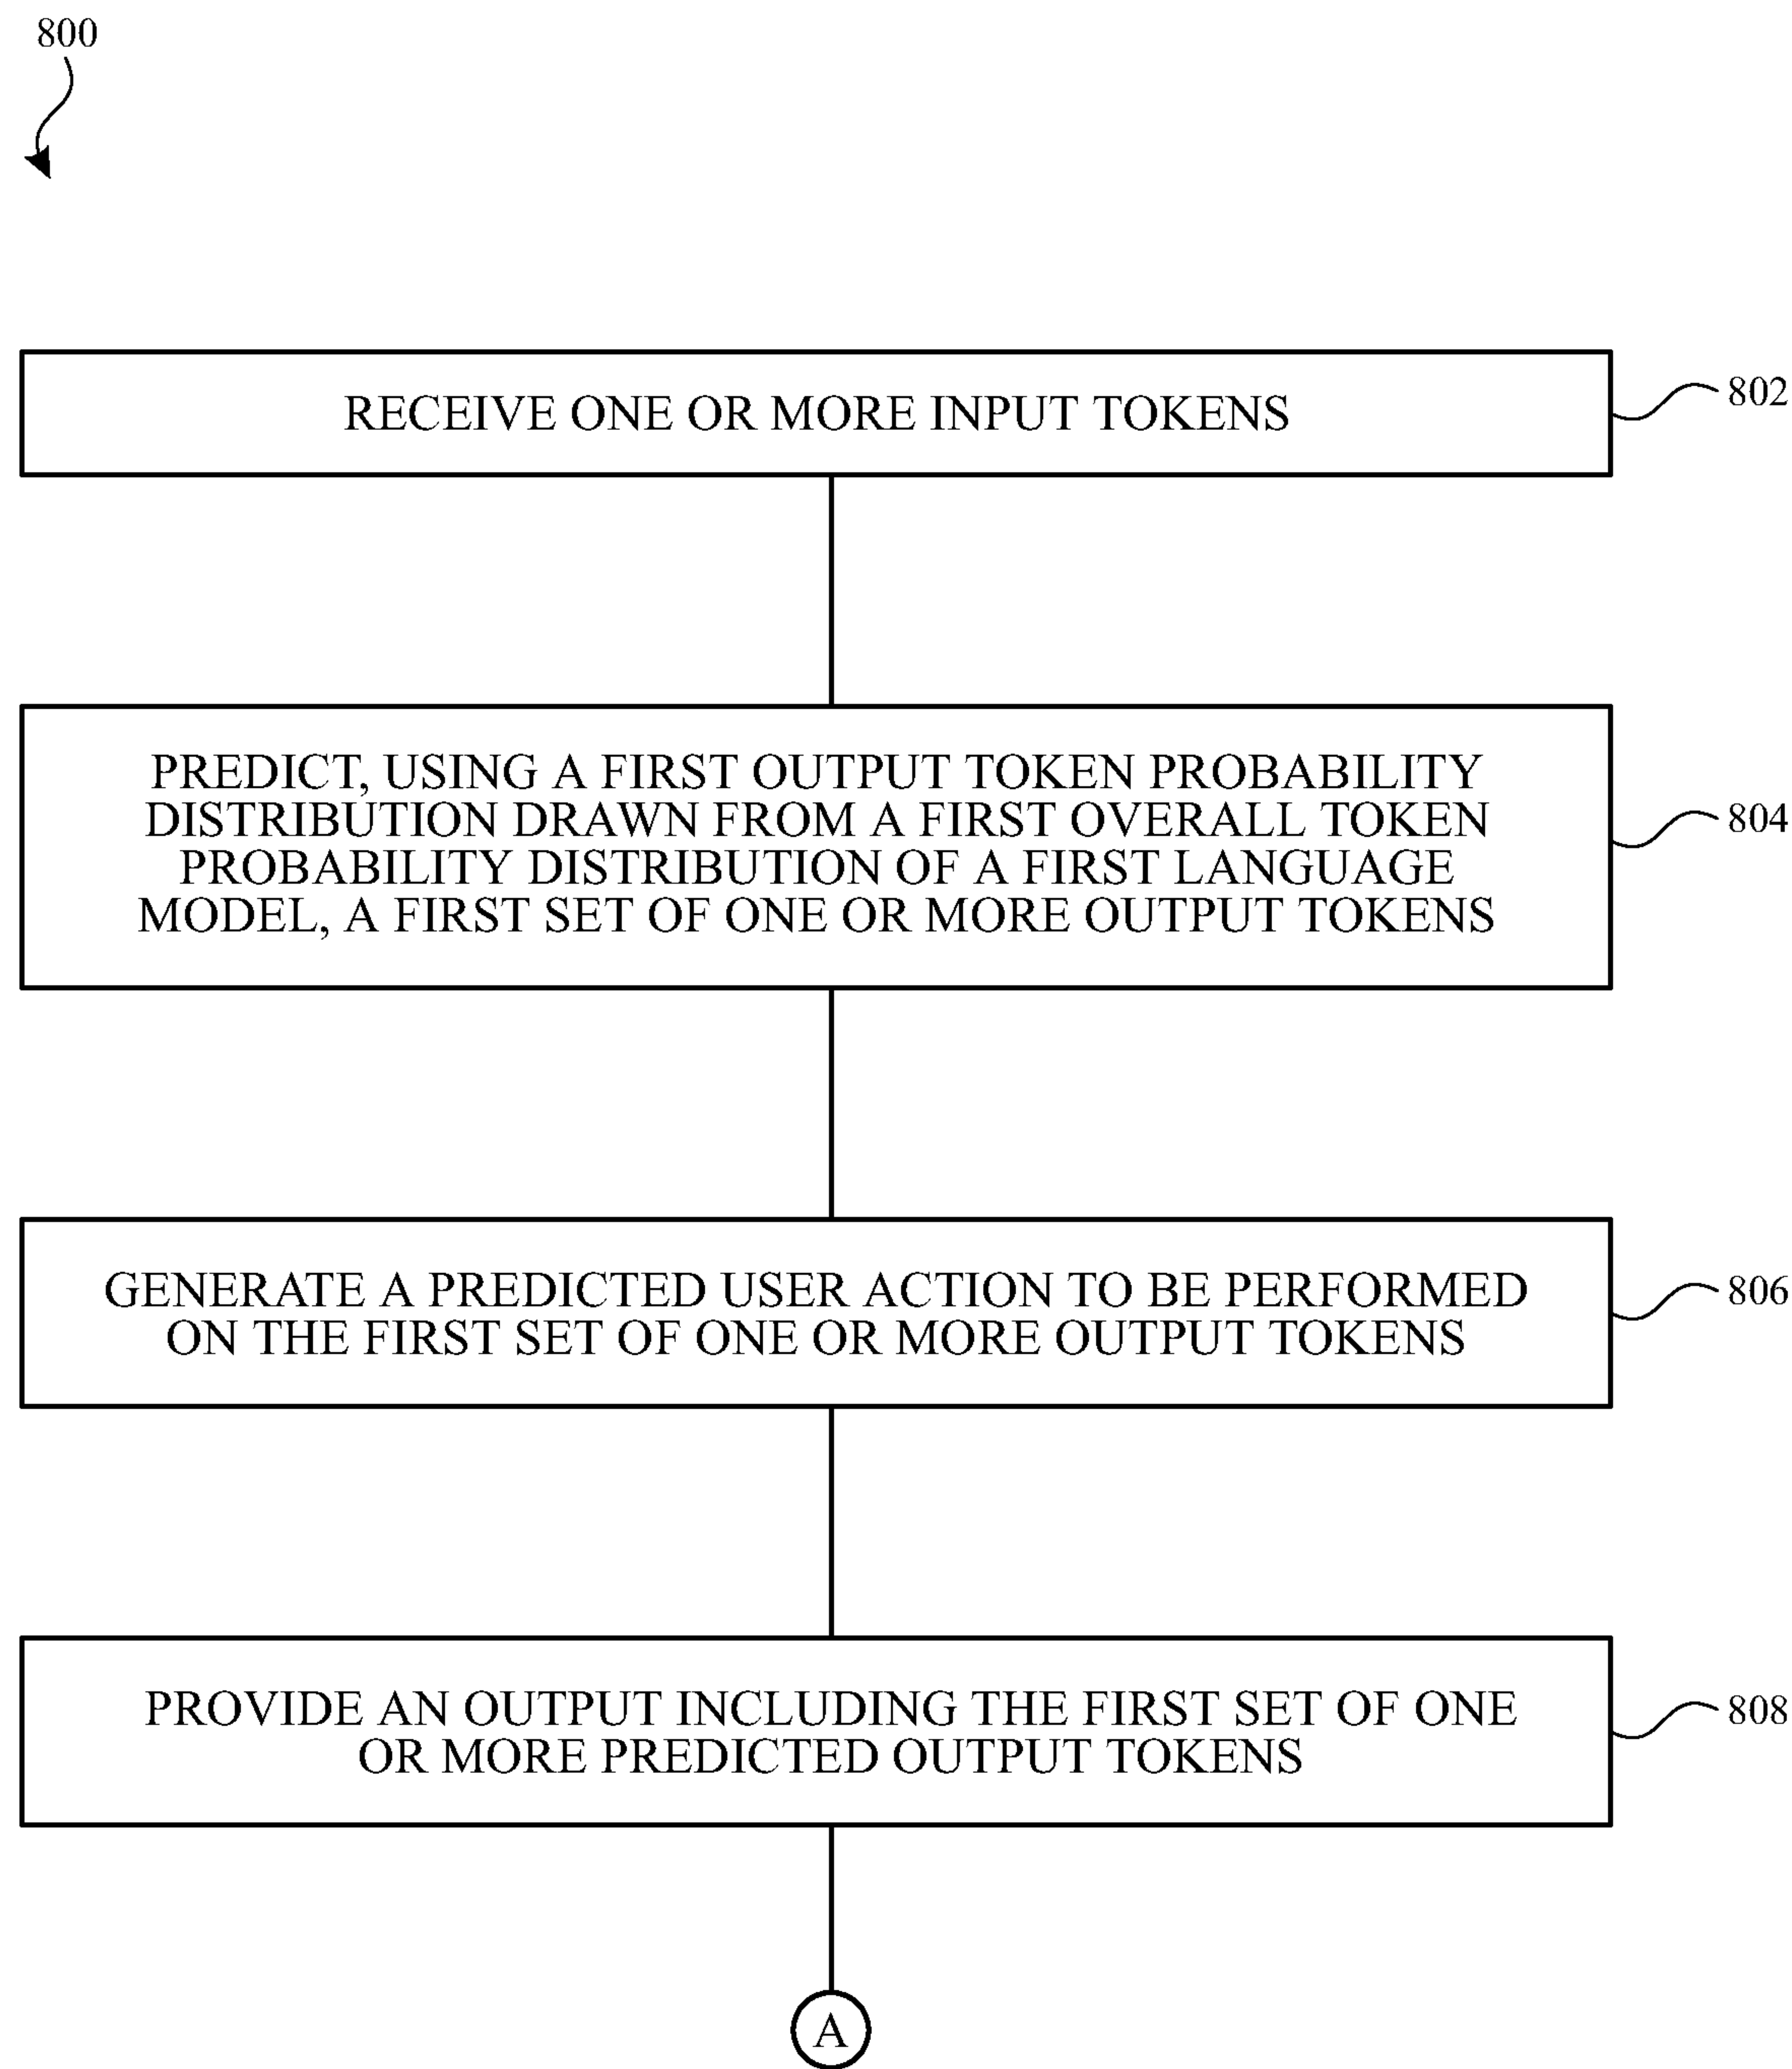 800
RECEIVE ONE OR MORE INPUT TOKENS
802
PREDICT, USING A FIRST OUTPUT TOKEN PROBABILITY
DISTRIBUTION DRAWN FROM A FIRST OVERALL TOKEN
PROBABILITY DISTRIBUTION OF A FIRST LANGUAGE
MODEL, A FIRST SET OF ONE OR MORE OUTPUT TOKENS
804
GENERATE A PREDICTED USER ACTION TO BE PERFORMED
ON THE FIRST SET OF ONE OR MORE OUTPUT TOKENS
806
PROVIDE AN OUTPUT INCLUDING THE FIRST SET OF ONE
OR MORE PREDICTED OUTPUT TOKENS
808
A